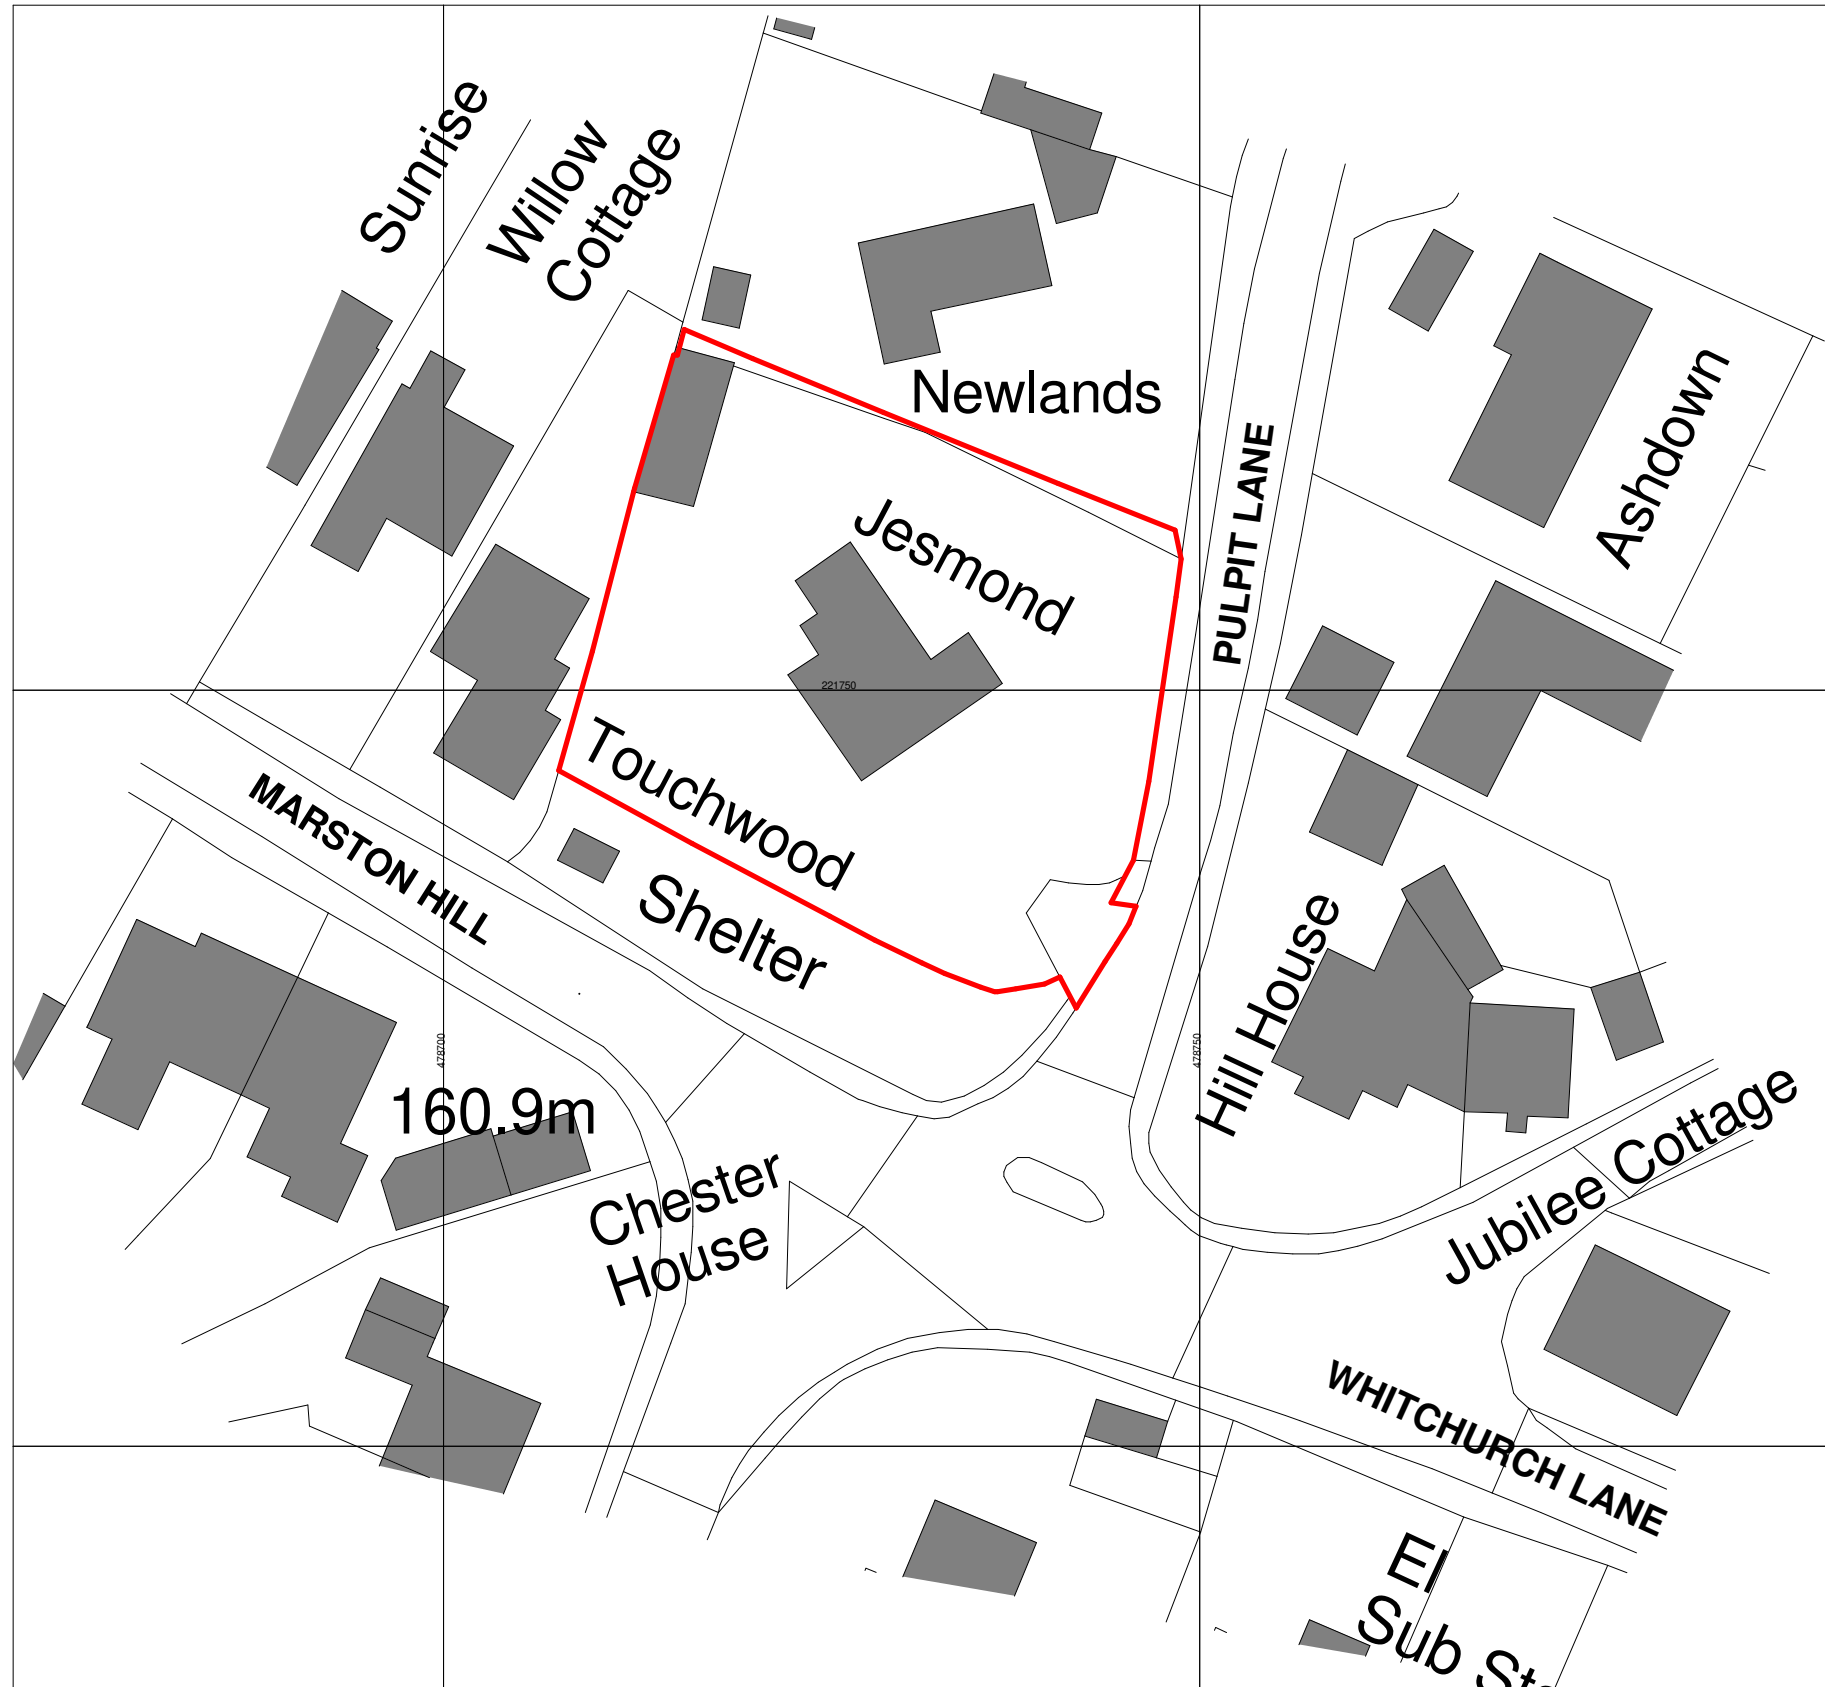 Sunrise
Willow
Cottage
Newlands
Jesmond
PULPIT LANE
Ashdown
221750
Touchwood
MARSTON HILL
Shelter
Hill House
478700
478750
160.9m
Chester
House
Jubilee Cottage
WHITCHURCH LANE
El
Sub Sta